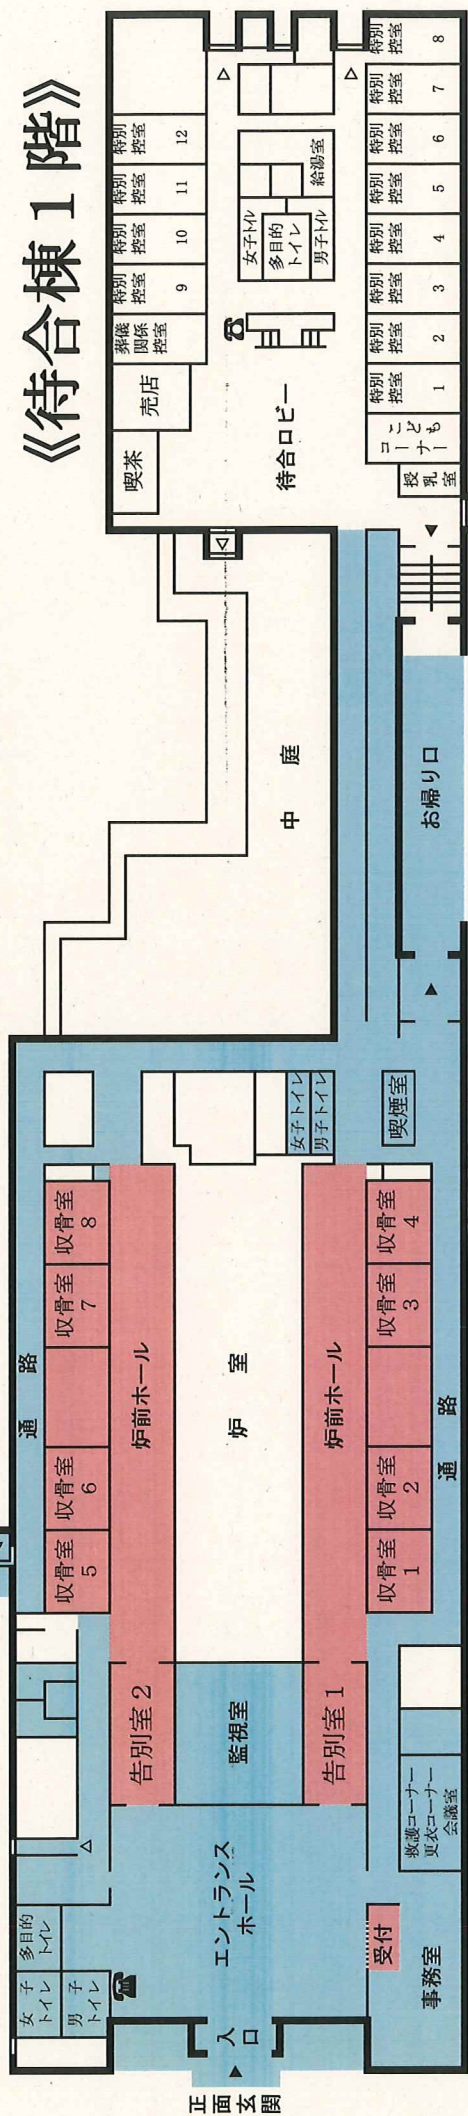 《待合棟1階》
特別
控室
12
特別
控室
11
特別
控室
10
特別
控室
9
葬儀
関係
控室
売店
喫茶
給湯室
女子トイレ
多目的
トイレ
男子トイレ
待合ロビー
特別
控室
8
特別
控室
7
特別
控室
6
特別
控室
5
特別
控室
4
特別
控室
3
特別
控室
2
特別
控室
1
こども
コーナー
授乳
室
中庭
お帰り口
喫煙室
女子トイレ
男子トイレ
通路
収骨室
8
収骨室
7
収骨室
6
収骨室
5
炉前ホール
炉室
炉前ホール
収骨室
4
収骨室
3
収骨室
2
収骨室
1
通路
告別室2
監視室
告別室1
救護コーナー
更衣コーナー
会議室
エントランス
ホール
多目的
トイレ
女子
トイレ
男子
トイレ
受付
事務室
入口
正面玄関